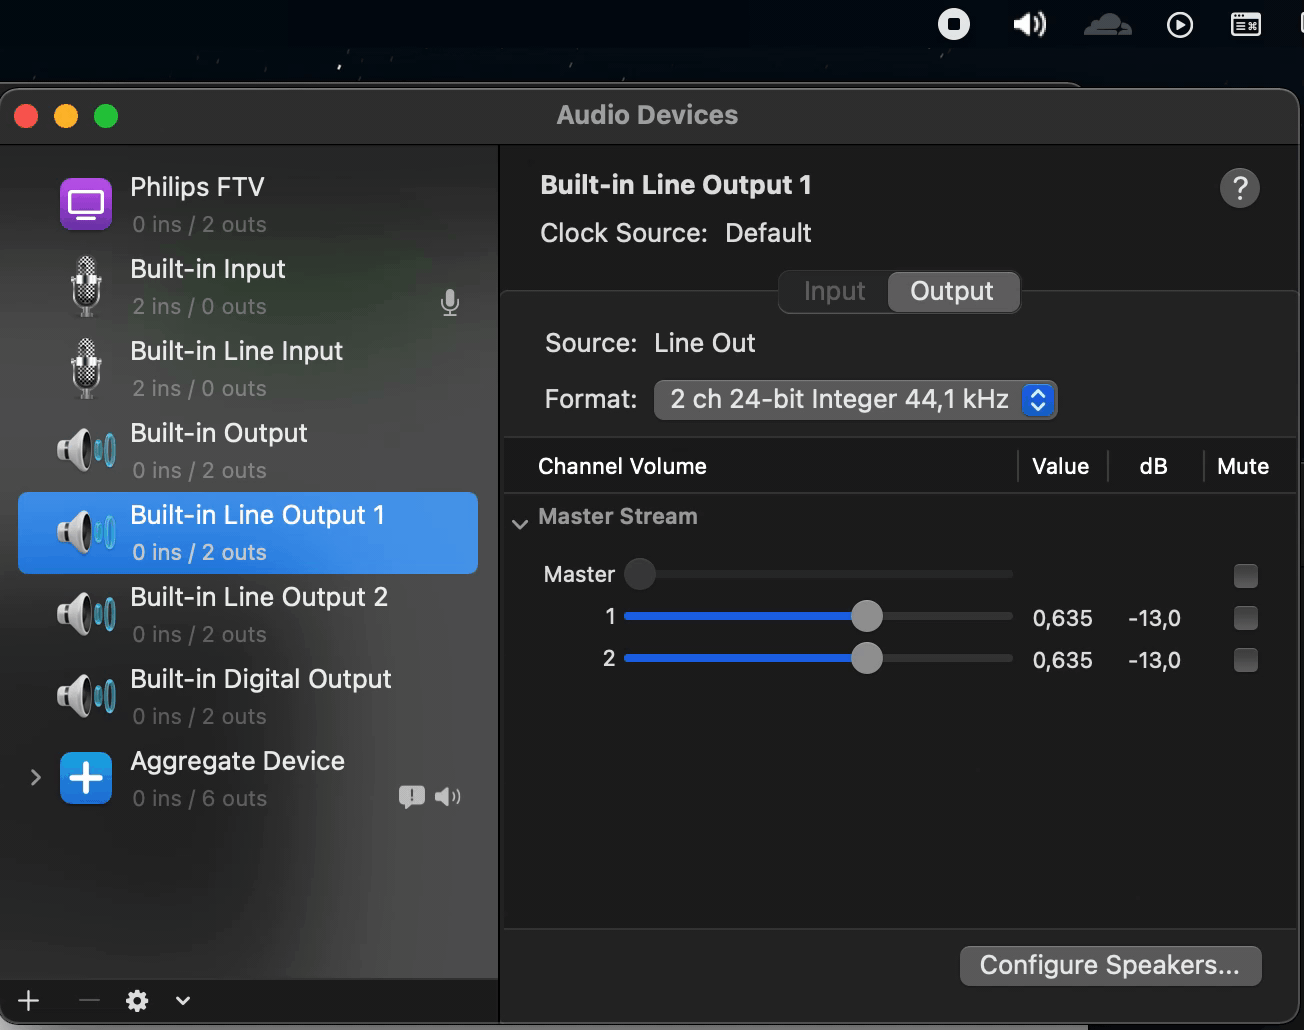 Audio Devices
Philips FTV
0 ins / 2 outs
Built-in Input
2 ins / 0 outs
Built-in Line Input
2 ins / 0 outs
Built-in Output
0 ins / 2 outs
Built-in Line Output 1
0 ins / 2 outs
Built-in Line Output 2
0 ins / 2 outs
Built-in Digital Output
0 ins / 2 outs
Aggregate Device
0 ins / 6 outs
Built-in Line Output 1
Clock Source: Default
Input Output
Source: Line Out
Format: 2 ch 24-bit Integer 44,1 kHz
Channel Volume Value dB Mute
Master Stream
Master
1 0,635 -13,0
2 0,635 -13,0
Configure Speakers...